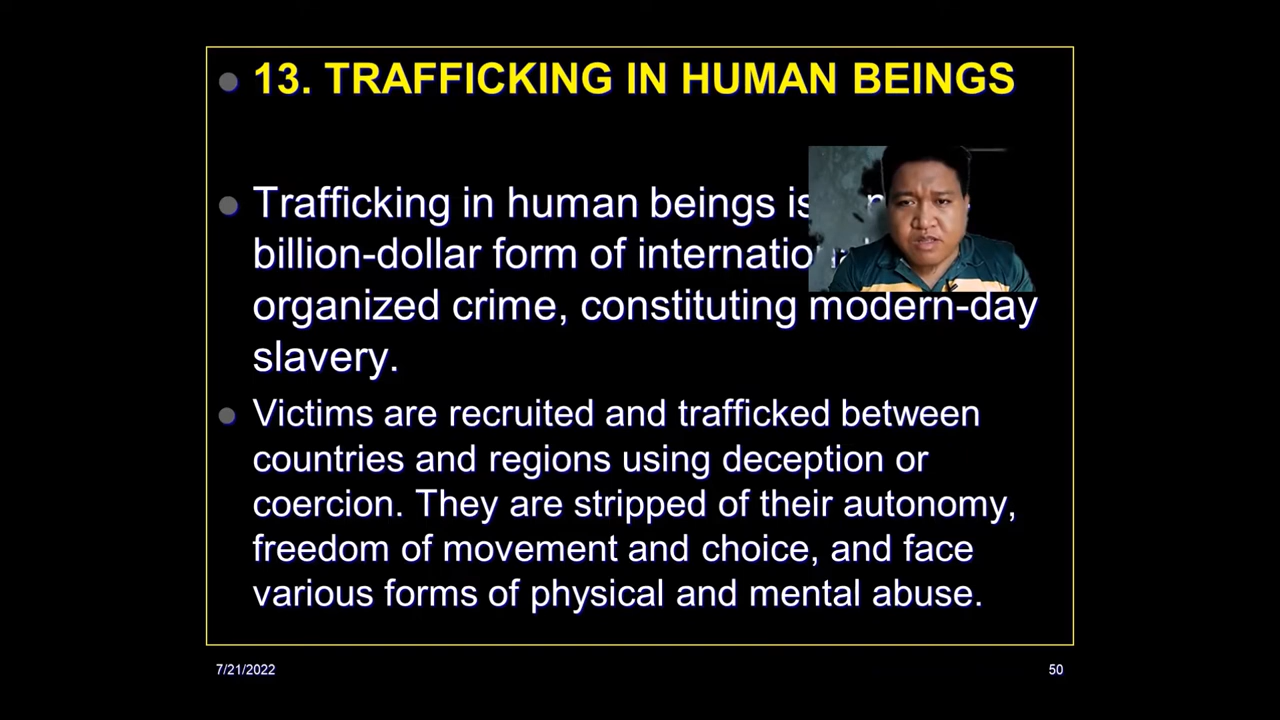 13. TRAFFICKING IN HUMAN BEINGS
Trafficking in human beings is
billion-dollar form of
organized crime, constituting modern-day
slavery.
Victims are recruited and trafficked between
countries and regions using deception or
coercion. They are stripped of their autonomy,
freedom of movement and choice, and face
various forms of physical and mental abuse.
7/21/2022
50